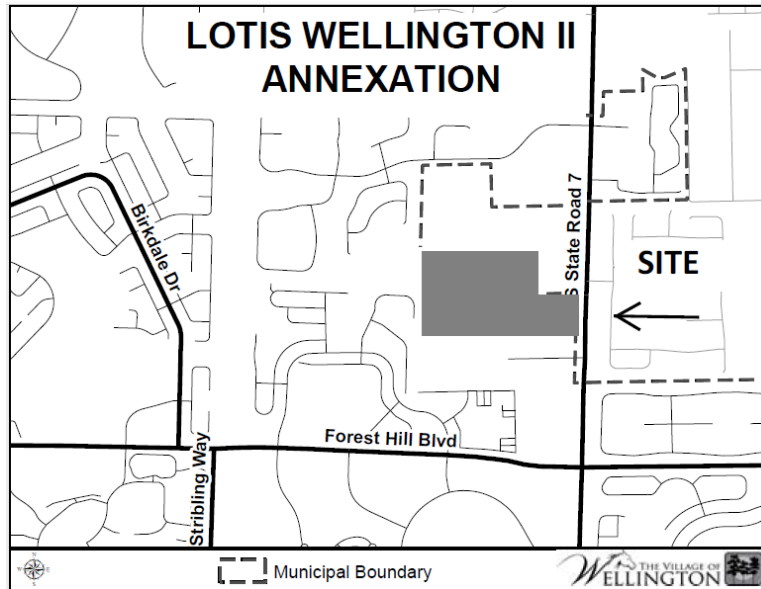 LOTIS WELLINGTON II
ANNEXATION
Birkdale Dr
S State Road 7
SITE
Forest Hill Blvd
Stribling Way
N
E
S
W
Municipal Boundary
THE VILLAGE OF
WELLINGTON